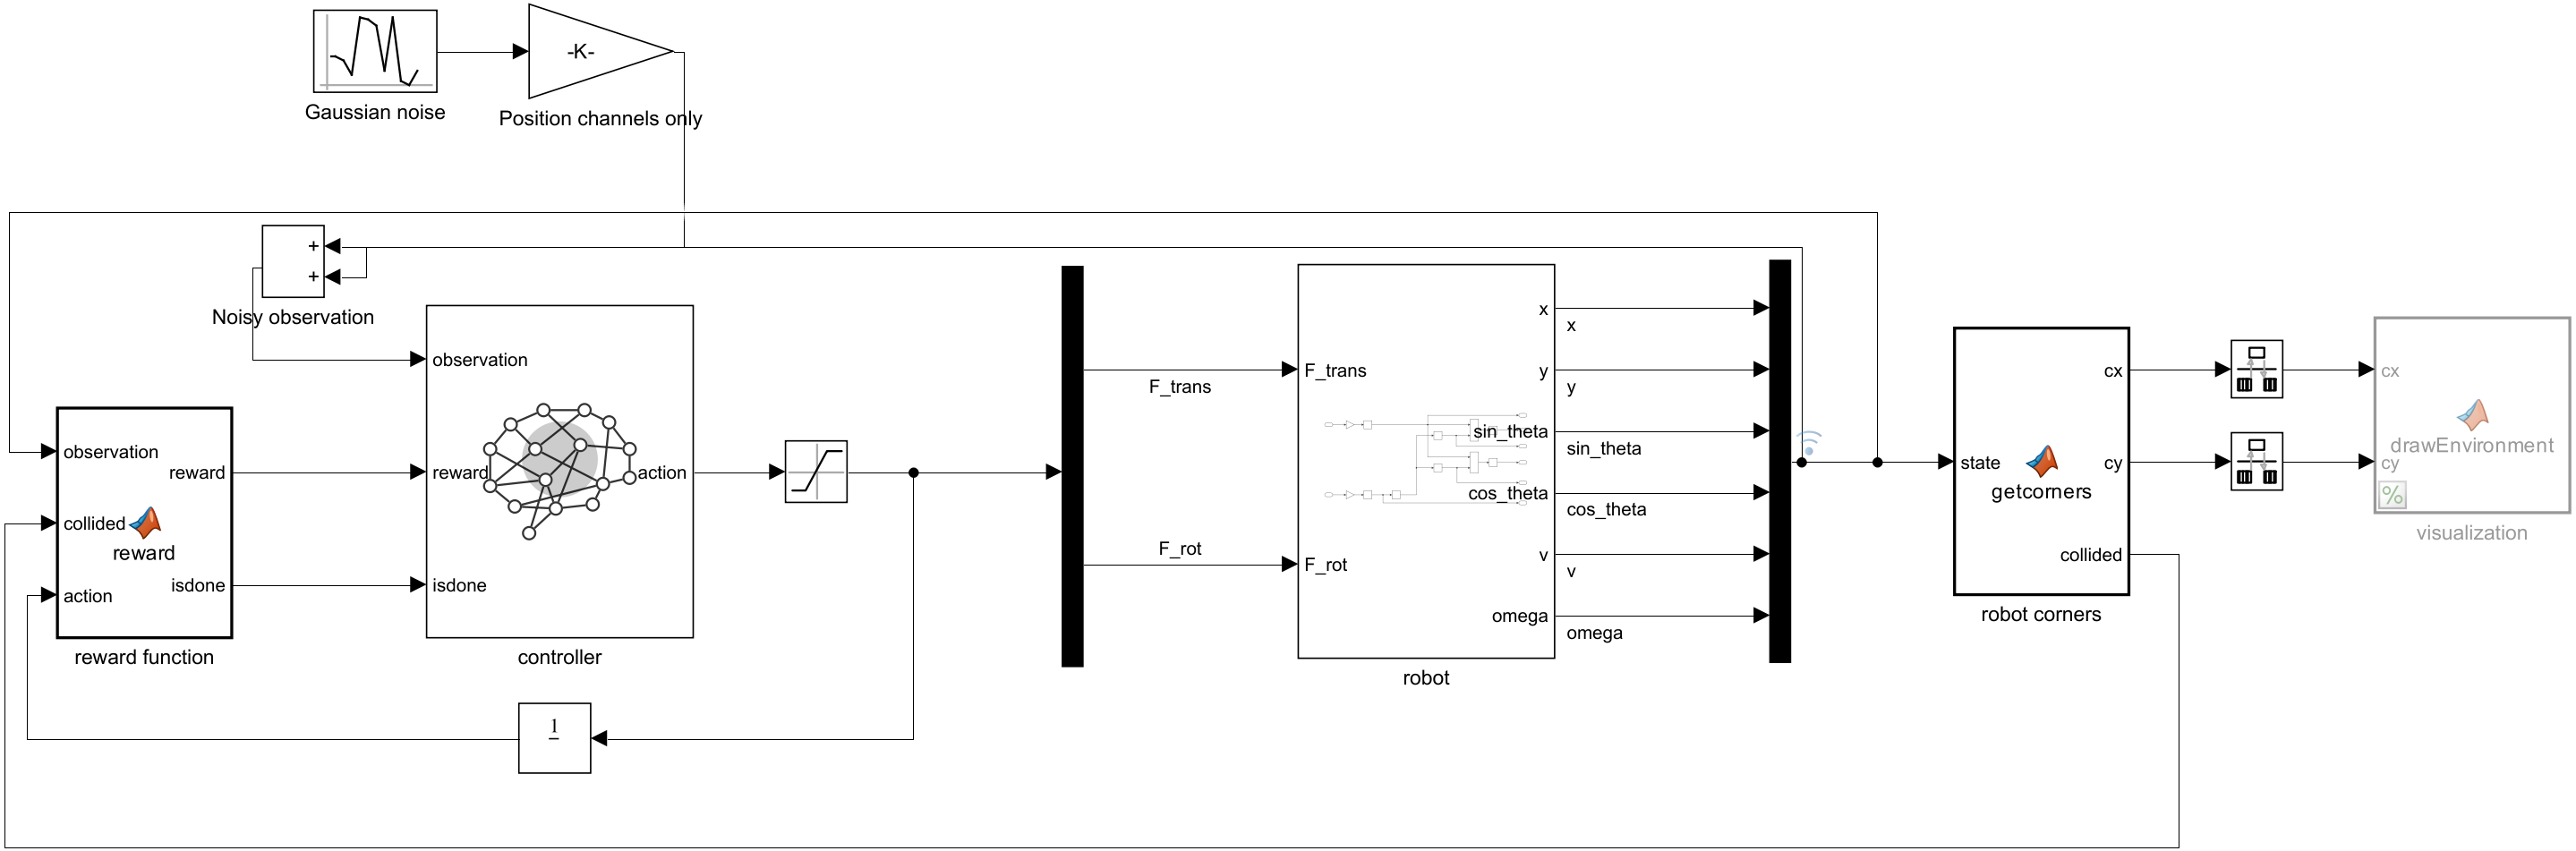 -K-
Gaussian noise
Position channels only
+
+
Noisy observation
observation
reward
collided
reward
action
isdone
reward function
observation
reward
action
isdone
controller
1
F_trans
F_rot
F_trans
F_rot
x
y
sin_theta
cos_theta
v
omega
robot
x
y
sin_theta
cos_theta
v
omega
state
getcorners
cx
cy
collided
robot corners
cx
drawEnvironment
cy
%
visualization